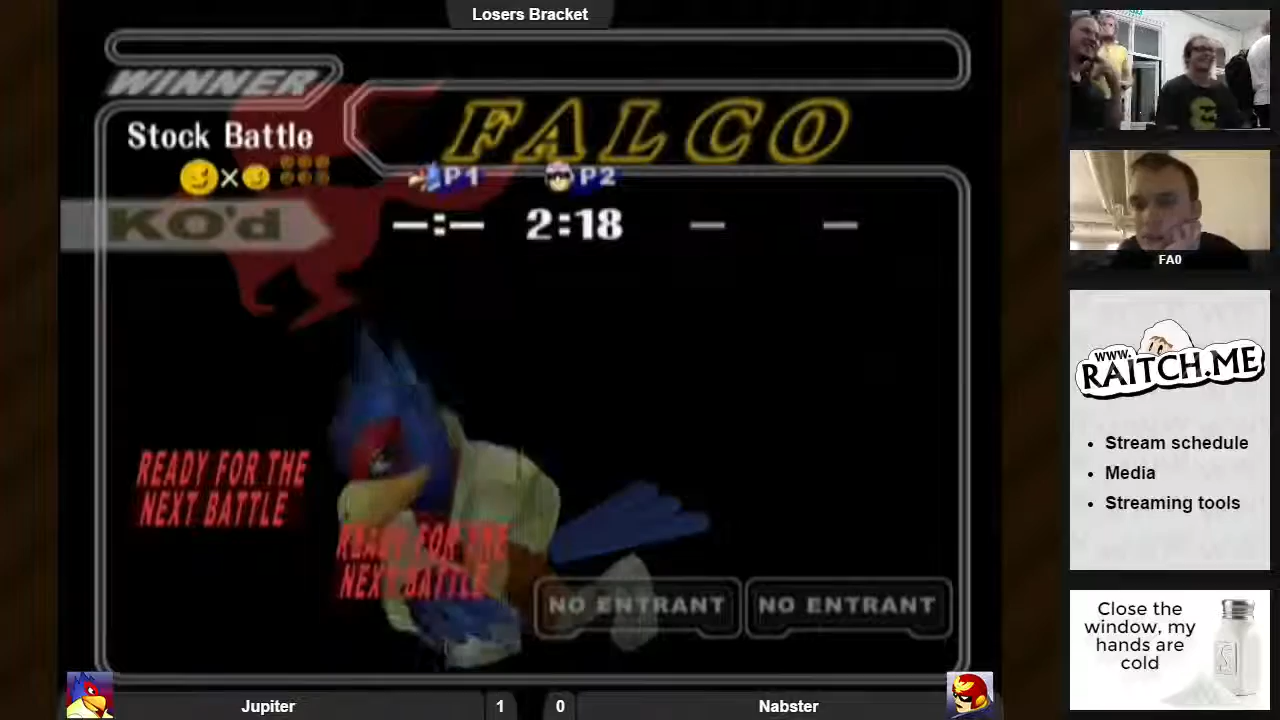 Losers Bracket
WINNER
FALCO
Stock Battle
P1 P2
KO'd
-:- 2:18 - -
READY FOR THE
NEXT BATTLE
READY FOR THE
NEXT BATTLE
NO ENTRANT NO ENTRANT
Jupiter 1 0 Nabster
FA0
WWW.
RAITCH.ME
• Stream schedule
• Media
• Streaming tools
Close the
window, my
hands are
cold
S